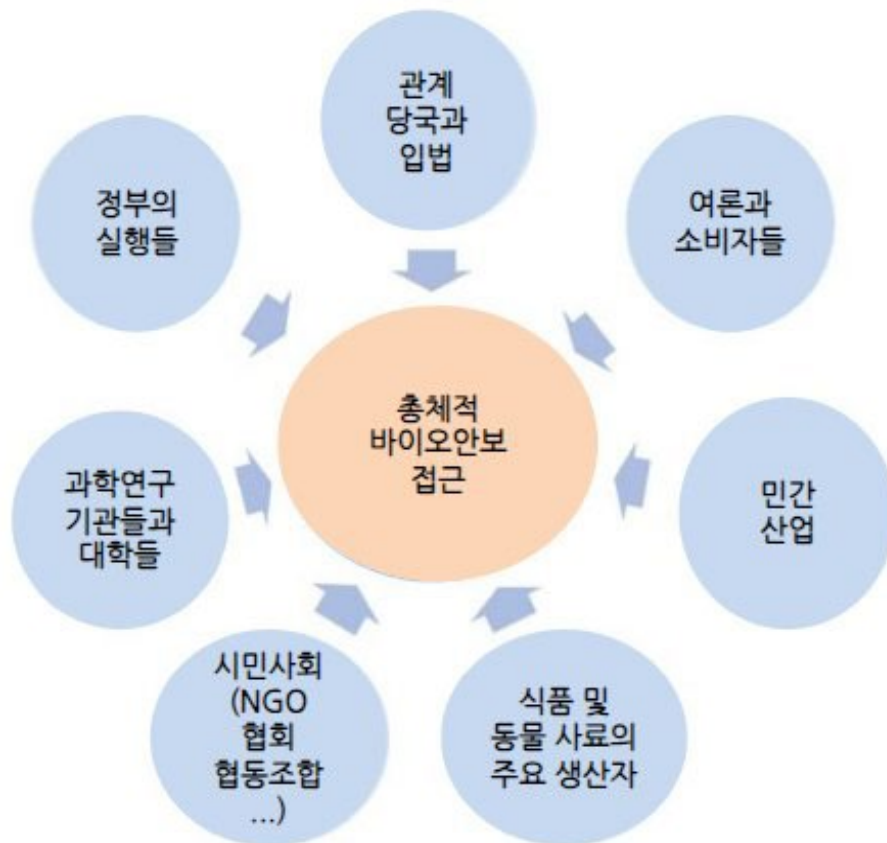 관계
당국과
입법
여론과
소비자들
민간
산업
식품 및
동물 사료의
주요 생산자
시민사회
(NGO
협회
협동조합
...)
과학연구
기관들과
대학들
정부의
실행들
총체적
바이오안보
접근